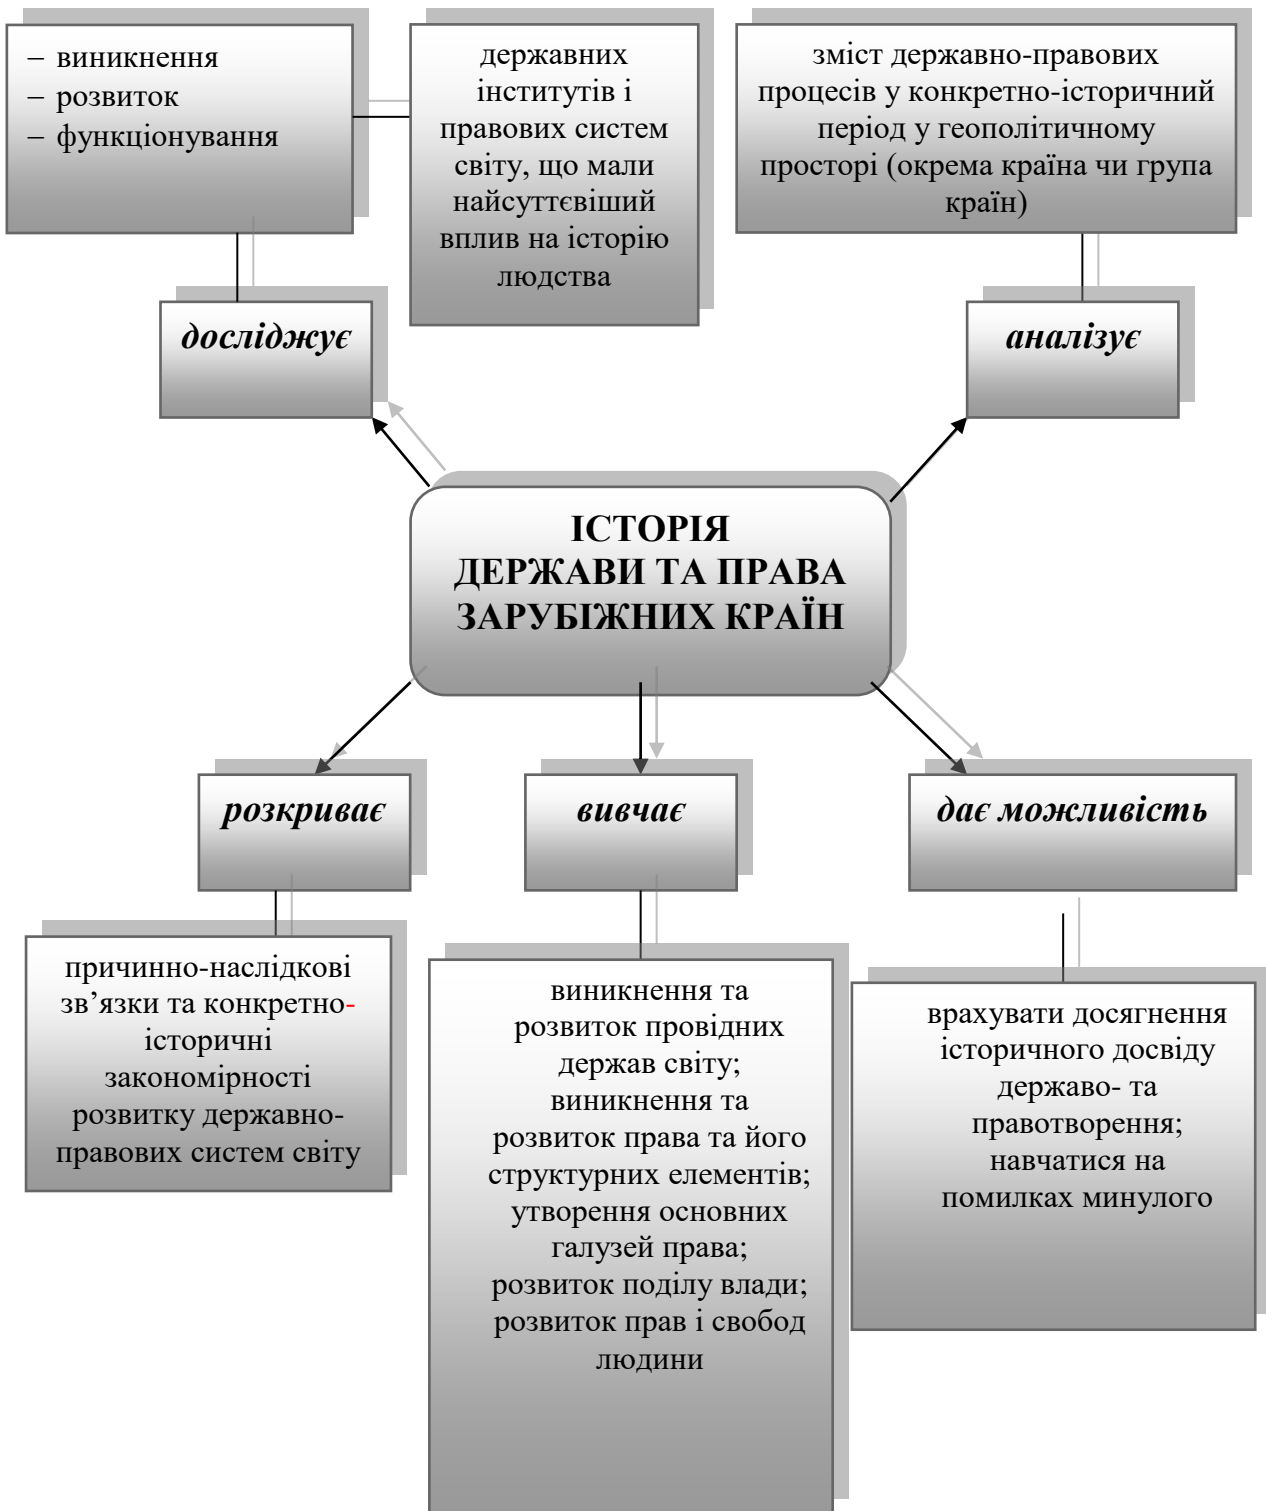 – виникнення
– розвиток
– функціонування
державних
інститутів і
правових систем
світу, що мали
найсуттєвіший
вплив на історію
людства
зміст державно-правових
процесів у конкретно-історичний
період у геополітичному
просторі (окрема країна чи група
країн)
досліджує
аналізує
ІСТОРІЯ
ДЕРЖАВИ ТА ПРАВА
ЗАРУБІЖНИХ КРАЇН
розкриває
вивчає
дає можливість
причинно-наслідкові
зв’язки та конкретно-
історичні
закономірності
розвитку державно-
правових систем світу
виникнення та
розвиток провідних
держав світу;
виникнення та
розвиток права та його
структурних елементів;
утворення основних
галузей права;
розвиток поділу влади;
розвиток прав і свобод
людини
врахувати досягнення
історичного досвіду
державо- та
правотворення;
навчатися на
помилках минулого